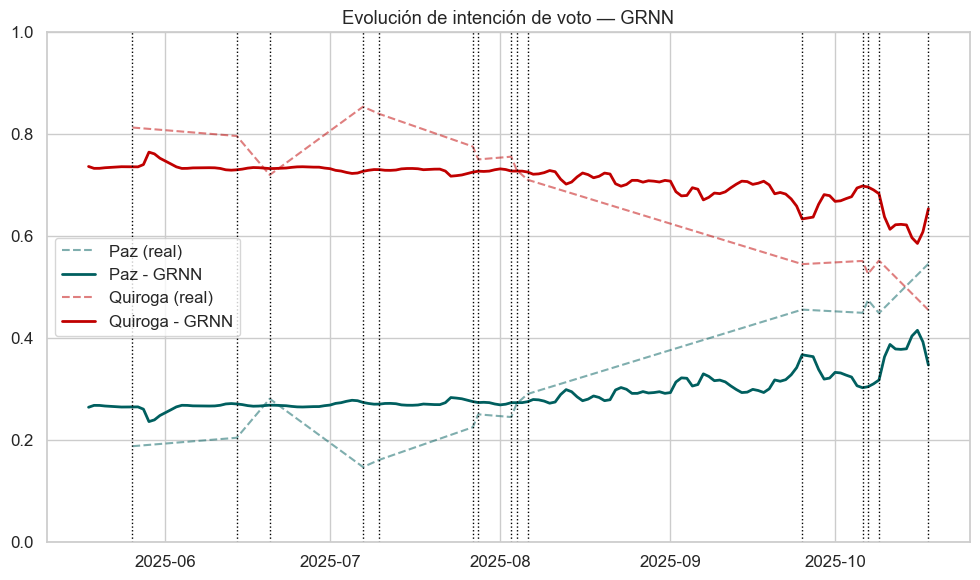 Evolución de intención de voto — GRNN
1.0
0.8
0.6
0.4
0.2
0.0
Paz (real)
Paz - GRNN
Quiroga (real)
Quiroga - GRNN
2025-06
2025-07
2025-08
2025-09
2025-10